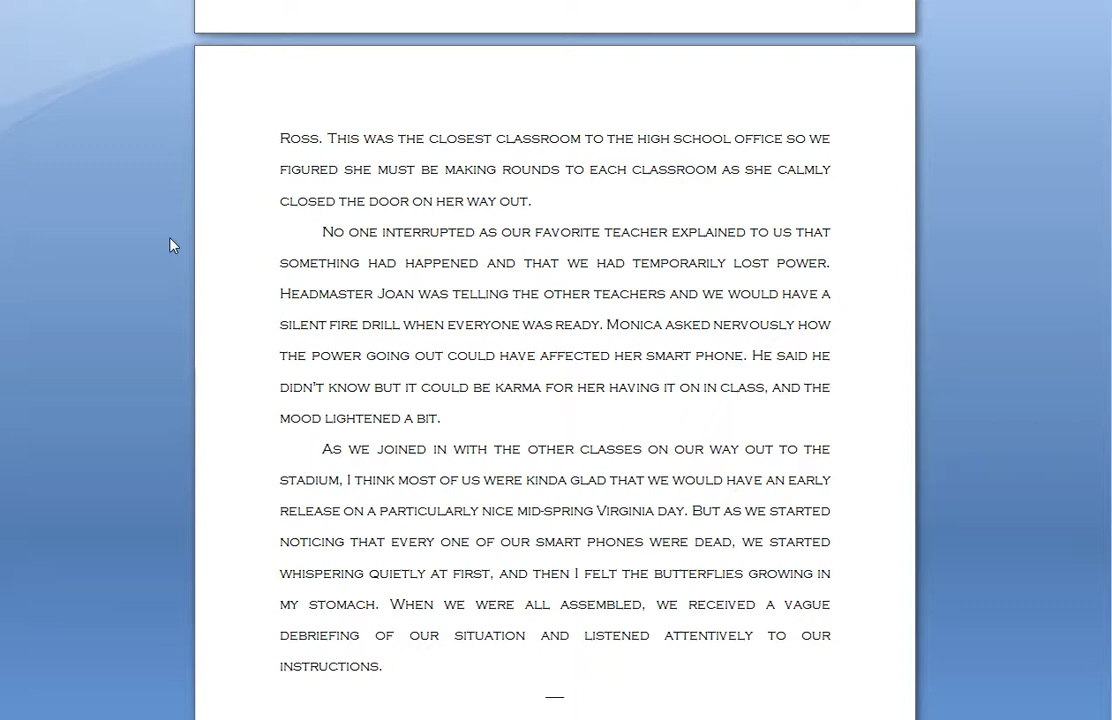 Ross. This was the closest classroom to the high school office so we
figured she must be making rounds to each classroom as she calmly
closed the door on her way out.
No one interrupted as our favorite teacher explained to us that
something had happened and that we had temporarily lost power.
Headmaster Joan was telling the other teachers and we would have a
silent fire drill when everyone was ready. Monica asked nervously how
the power going out could have affected her smart phone. He said he
didn't know but it could be karma for her having it on in class, and the
mood lightened a bit.
As we joined in with the other classes on our way out to the
stadium, I think most of us were kinda glad that we would have an early
release on a particularly nice mid-spring Virginia day. But as we started
noticing that every one of our smart phones were dead, we started
whispering quietly at first, and then I felt the butterflies growing in
my stomach. When we were all assembled, we received a vague
debriefing of our situation and listened attentively to our
instructions.